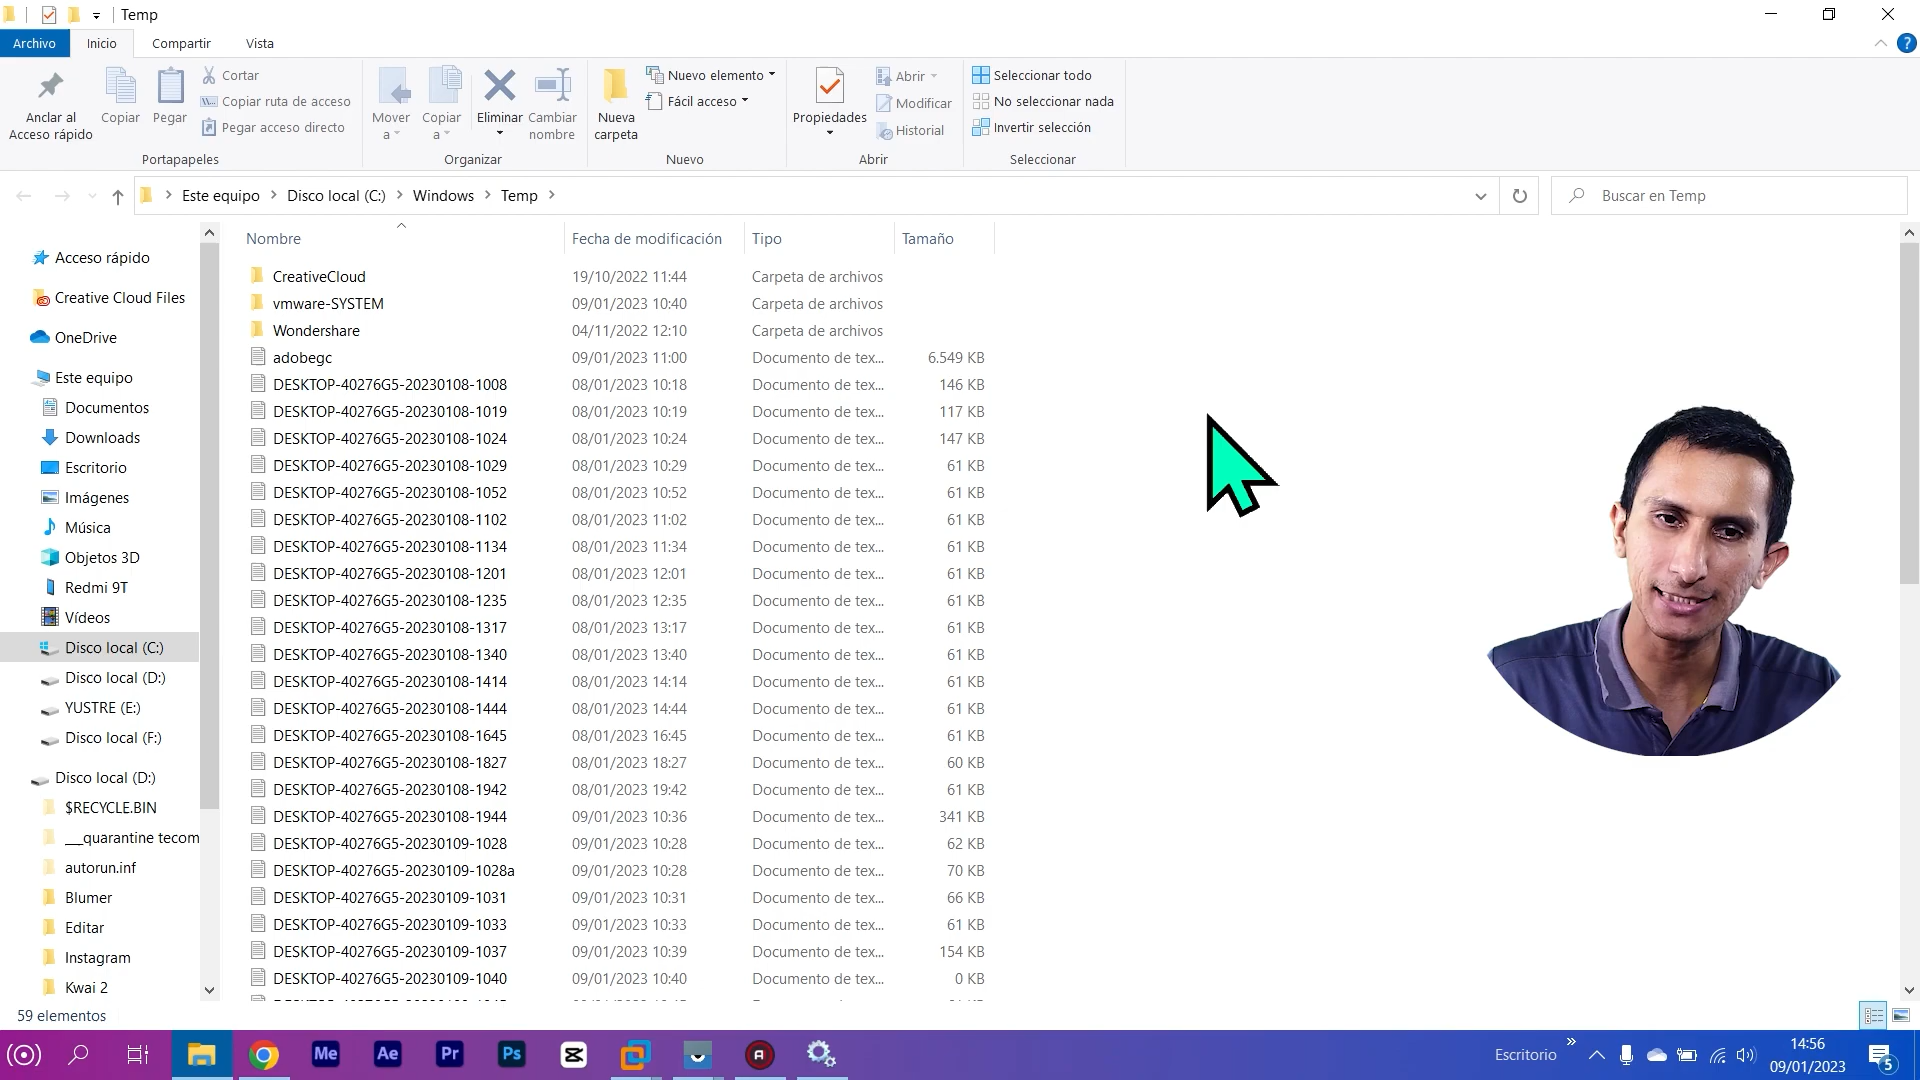 Temp
Archivo
Inicio
Compartir
Vista
Anclar al
Acceso rápido
Copiar
Pegar
Cortar
Copiar ruta de acceso
Pegar acceso directo
Portapapeles
Mover
a
Copiar
a
Eliminar
Cambiar
nombre
Organizar
Nueva
carpeta
Nuevo elemento
Fácil acceso
Nuevo
Propiedades
Abrir
Modificar
Historial
Abrir
Seleccionar todo
No seleccionar nada
Invertir selección
Seleccionar
Este equipo
Disco local (C:)
Windows
Temp
Buscar en Temp
Acceso rápido
Creative Cloud Files
OneDrive
Este equipo
Documentos
Downloads
Escritorio
Imágenes
Música
Objetos 3D
Redmi 9T
Vídeos
Disco local (C:)
Disco local (D:)
YUSTRE (E:)
Disco local (F:)
Disco local (D:)
$RECYCLE.BIN
__quarantine tecom
autorun.inf
Blumer
Editar
Instagram
Kwai 2
Nombre Fecha de modificación Tipo Tamaño
CreativeCloud 19/10/2022 11:44 Carpeta de archivos
vmware-SYSTEM 09/01/2023 10:40 Carpeta de archivos
Wondershare 04/11/2022 12:10 Carpeta de archivos
adobegc 09/01/2023 11:00 Documento de tex... 6.549 KB
DESKTOP-40276G5-20230108-1008 08/01/2023 10:18 Documento de tex... 146 KB
DESKTOP-40276G5-20230108-1019 08/01/2023 10:19 Documento de tex... 117 KB
DESKTOP-40276G5-20230108-1024 08/01/2023 10:24 Documento de tex... 147 KB
DESKTOP-40276G5-20230108-1029 08/01/2023 10:29 Documento de tex... 61 KB
DESKTOP-40276G5-20230108-1052 08/01/2023 10:52 Documento de tex... 61 KB
DESKTOP-40276G5-20230108-1102 08/01/2023 11:02 Documento de tex... 61 KB
DESKTOP-40276G5-20230108-1134 08/01/2023 11:34 Documento de tex... 61 KB
DESKTOP-40276G5-20230108-1201 08/01/2023 12:01 Documento de tex... 61 KB
DESKTOP-40276G5-20230108-1235 08/01/2023 12:35 Documento de tex... 61 KB
DESKTOP-40276G5-20230108-1317 08/01/2023 13:17 Documento de tex... 61 KB
DESKTOP-40276G5-20230108-1340 08/01/2023 13:40 Documento de tex... 61 KB
DESKTOP-40276G5-20230108-1414 08/01/2023 14:14 Documento de tex... 61 KB
DESKTOP-40276G5-20230108-1444 08/01/2023 14:44 Documento de tex... 61 KB
DESKTOP-40276G5-20230108-1645 08/01/2023 16:45 Documento de tex... 61 KB
DESKTOP-40276G5-20230108-1827 08/01/2023 18:27 Documento de tex... 60 KB
DESKTOP-40276G5-20230108-1942 08/01/2023 19:42 Documento de tex... 61 KB
DESKTOP-40276G5-20230108-1944 09/01/2023 10:36 Documento de tex... 341 KB
DESKTOP-40276G5-20230109-1028 09/01/2023 10:28 Documento de tex... 62 KB
DESKTOP-40276G5-20230109-1028a 09/01/2023 10:28 Documento de tex... 70 KB
DESKTOP-40276G5-20230109-1031 09/01/2023 10:31 Documento de tex... 66 KB
DESKTOP-40276G5-20230109-1033 09/01/2023 10:33 Documento de tex... 61 KB
DESKTOP-40276G5-20230109-1037 09/01/2023 10:39 Documento de tex... 154 KB
DESKTOP-40276G5-20230109-1040 09/01/2023 10:40 Documento de tex... 0 KB
59 elementos
Me
Ae
Pr
Ps
Escritorio
14:56
09/01/2023
5